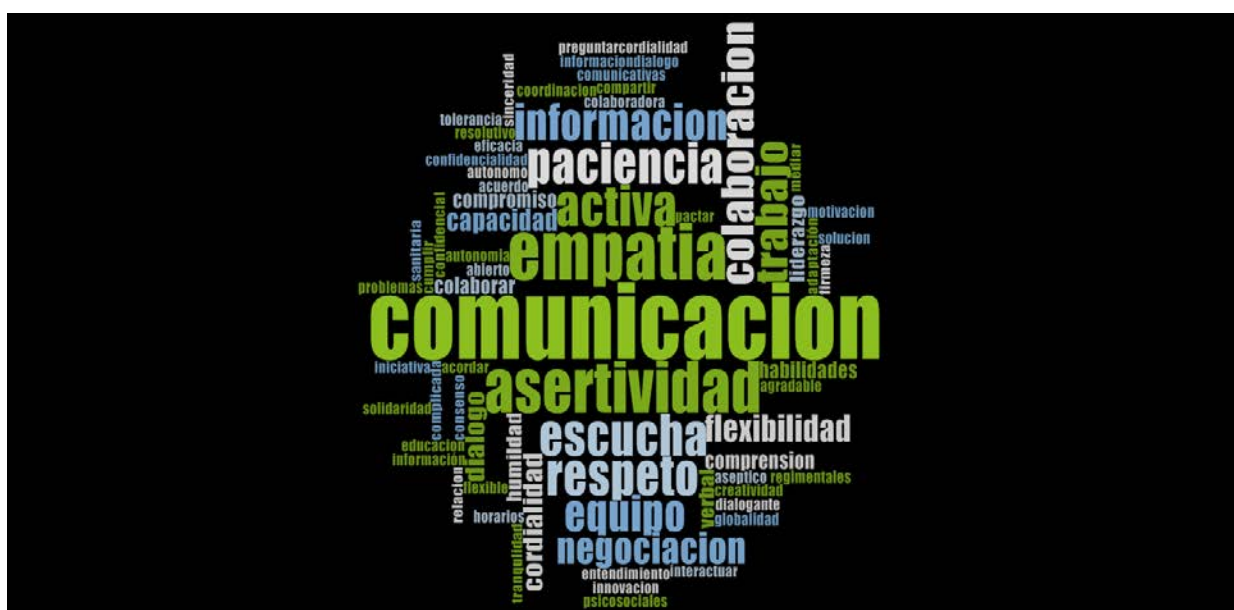 preguntarcordialidad
informaciondialogo
comunicativas
coordinacion
compartir
colaboradora
sinceridad
colaboracion
tolerancia
informacion
resolutivo
eficacia
paciencia
trabajo
mediar
confidencialidad
autonomo
acuerdo
compromiso
activa
capacidad
pactar
liderazgo
motivacion
confidencial
sanitaria
cumplir
empatia
adaptación
solucion
firmeza
autonomia
abierto
problemas
colaborar
comunicacion
iniciativa
acordar
asertividad
habilidades
agradable
complicada
consenso
solidaridad
dialogo
escucha
flexibilidad
humildad
educacion
información
comprension
relacion
flexible
respeto
verbal
aseptico
regimentales
creatividad
cordialidad
dialogante
horarios
equipo
globalidad
tranquilidad
negociacion
entendimiento
interactuar
innovacion
psicosociales